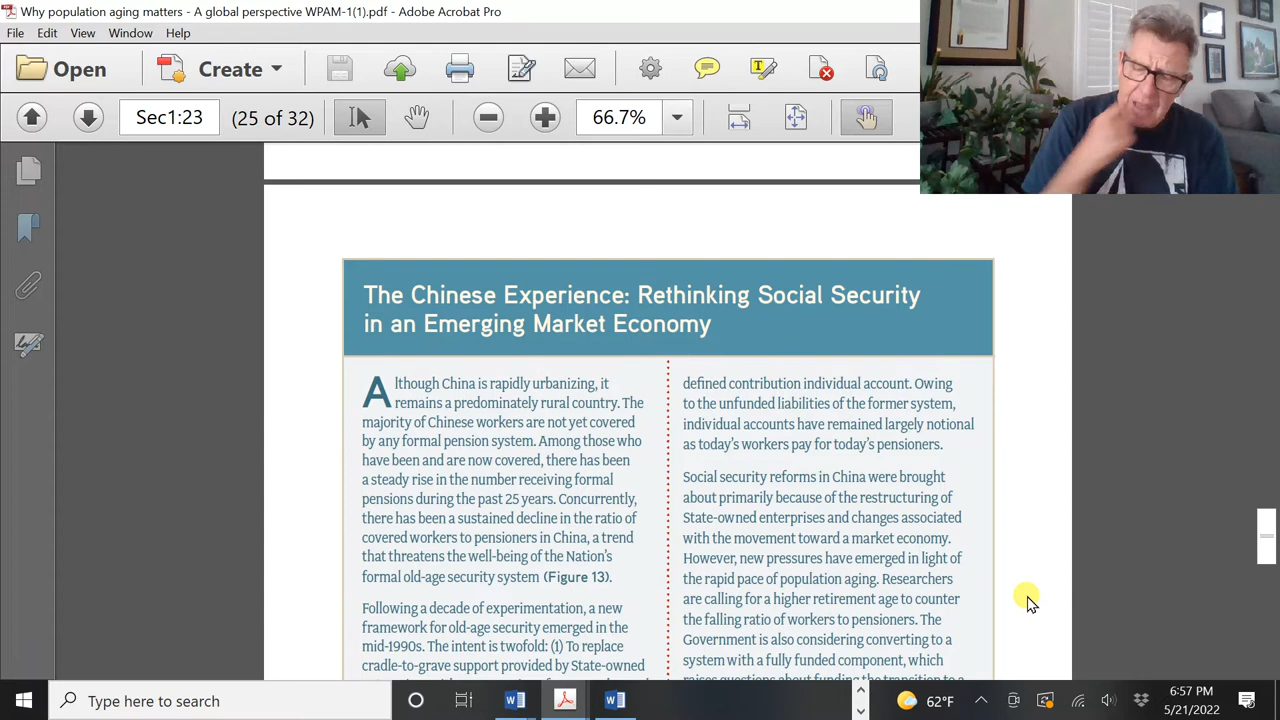 Why population aging matters - A global perspective WPAM-1(1).pdf - Adobe Acrobat Pro
File Edit View Window Help
Open Create
Sec1:23 (25 of 32) 66.7%
The Chinese Experience: Rethinking Social Security
in an Emerging Market Economy
Although China is rapidly urbanizing, it
remains a predominately rural country. The
majority of Chinese workers are not yet covered
by any formal pension system. Among those who
have been and are now covered, there has been
a steady rise in the number receiving formal
pensions during the past 25 years. Concurrently,
there has been a sustained decline in the ratio of
covered workers to pensioners in China, a trend
that threatens the well-being of the Nation's
formal old-age security system (Figure 13).
Following a decade of experimentation, a new
framework for old-age security emerged in the
mid-1990s. The intent is twofold: (1) To replace
cradle-to-grave support provided by State-owned
defined contribution individual account. Owing
to the unfunded liabilities of the former system,
individual accounts have remained largely notional
as today's workers pay for today's pensioners.
Social security reforms in China were brought
about primarily because of the restructuring of
State-owned enterprises and changes associated
with the movement toward a market economy.
However, new pressures have emerged in light of
the rapid pace of population aging. Researchers
are calling for a higher retirement age to counter
the falling ratio of workers to pensioners. The
Government is also considering converting to a
system with a fully funded component, which
raises questions about funding the transition to a
Type here to search
62°F
6:57 PM
5/21/2022